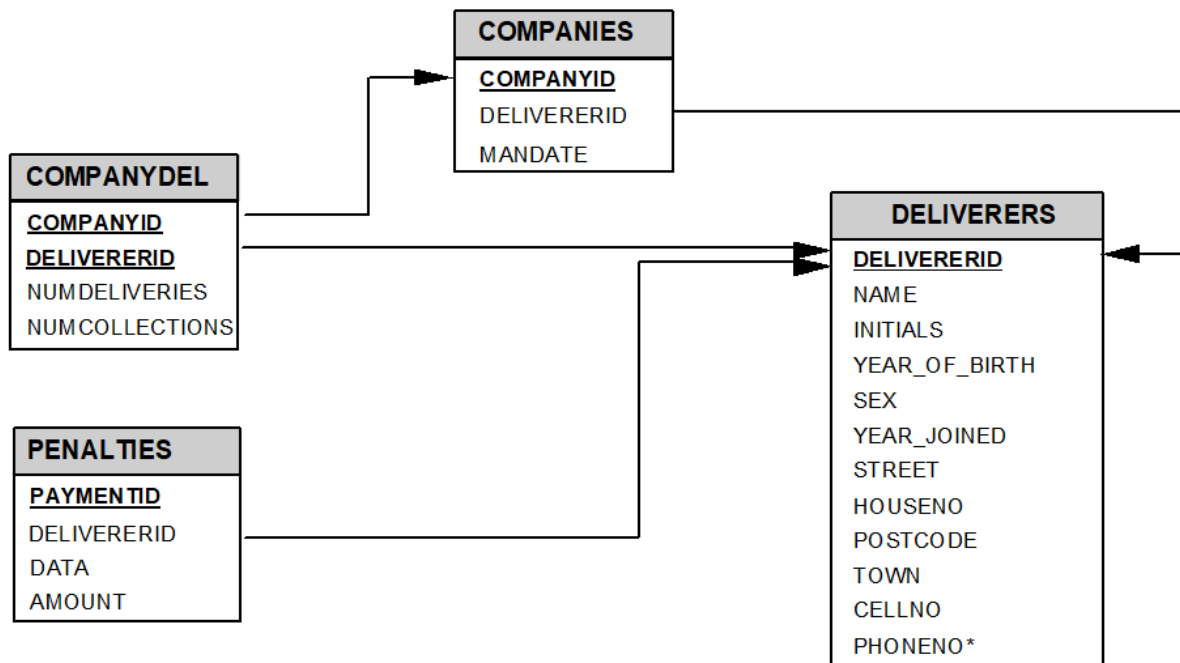 COMPANIES
COMPANYID
DELIVERERID
MANDATE
COMPANYDEL
COMPANYID
DELIVERERID
NUMDELIVERIES
NUMCOLLECTIONS
DELIVERERS
DELIVERERID
NAME
INITIALS
YEAR_OF_BIRTH
SEX
YEAR_JOINED
STREET
HOUSENO
POSTCODE
TOWN
CELLNO
PHONENO*
PENALTIES
PAYMENTID
DELIVERERID
DATA
AMOUNT